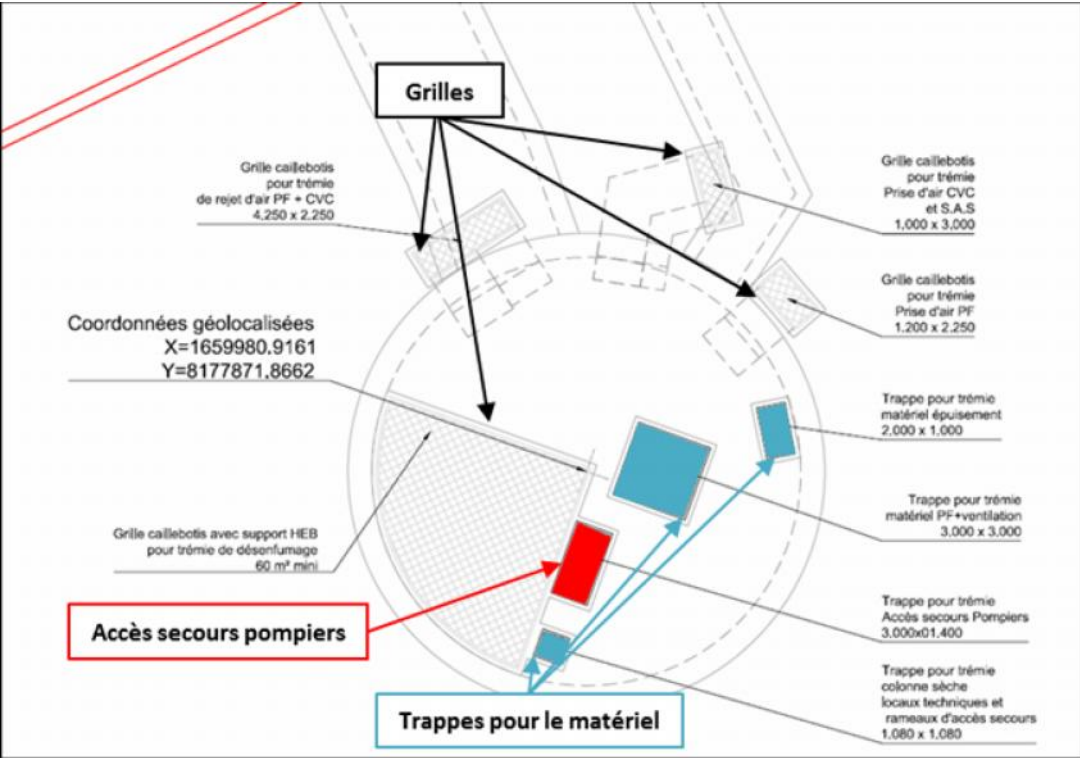 Grilles
Grille caillebotis
pour trémie
de rejet d'air PF + CVC
4,250 x 2,250
Grille caillebotis
pour trémie
Prise d'air CVC
et S.A.S
1,000 x 3,000
Grille caillebotis
pour trémie
Prise d'air PF
1,200 x 2,250
Coordonnées géolocalisées
X=1659980,9161
Y=8177871,8662
Trappe pour trémie
matériel épuisement
2,000 x 1,000
Trappe pour trémie
matériel PF+ventilation
3,000 x 3,000
Grille caillebotis avec support HEB
pour trémie de désenfumage
60 m² mini
Accès secours pompiers
Trappe pour trémie
Accès secours Pompiers
3,000x01,400
Trappe pour trémie
colonne sèche
locaux techniques et
rameaux d'accès secours
1,080 x 1,080
Trappes pour le matériel